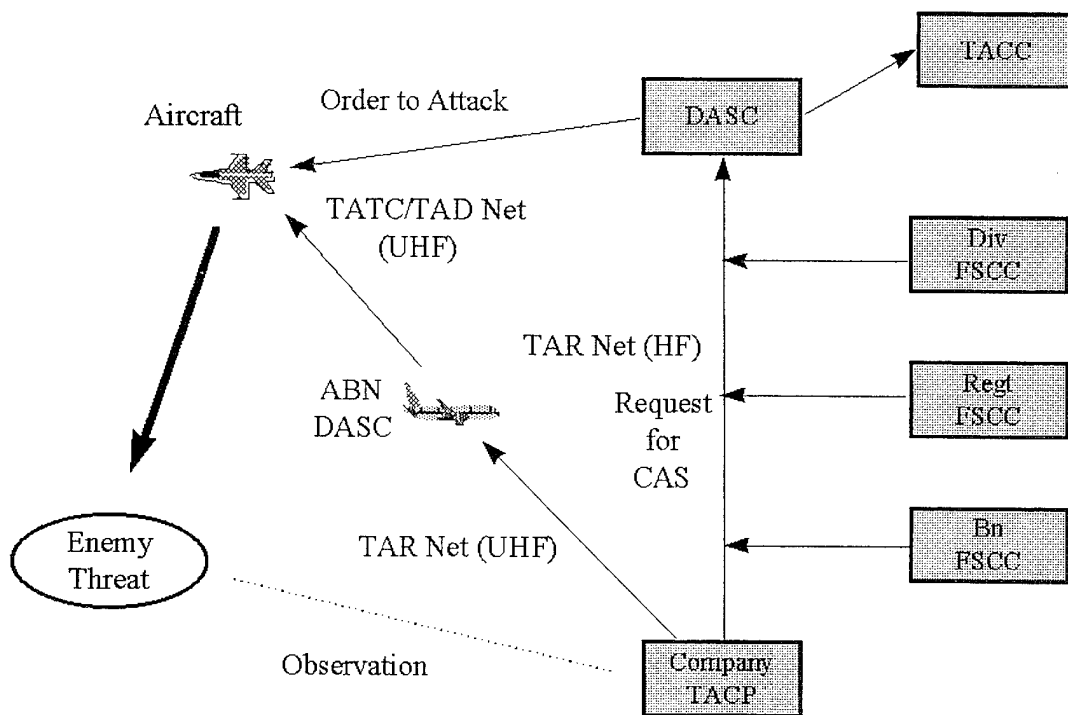 TACC
Order to Attack
DASC
Aircraft
TATC/TAD Net
(UHF)
Div
FSCC
TAR Net (HF)
ABN
DASC
Request
for
CAS
Regt
FSCC
Enemy
Threat
TAR Net (UHF)
Bn
FSCC
Observation
Company
TACP